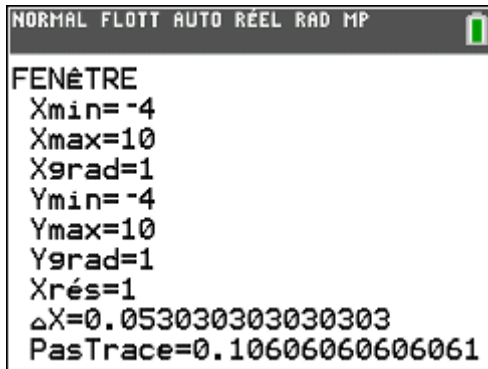 NORMAL FLOTT AUTO RÉEL RAD MP
FENÊTRE
Xmin=-4
Xmax=10
Xgrad=1
Ymin=-4
Ymax=10
Ygrad=1
Xrés=1
△X=0.053030303030303
PasTrace=0.10606060606061